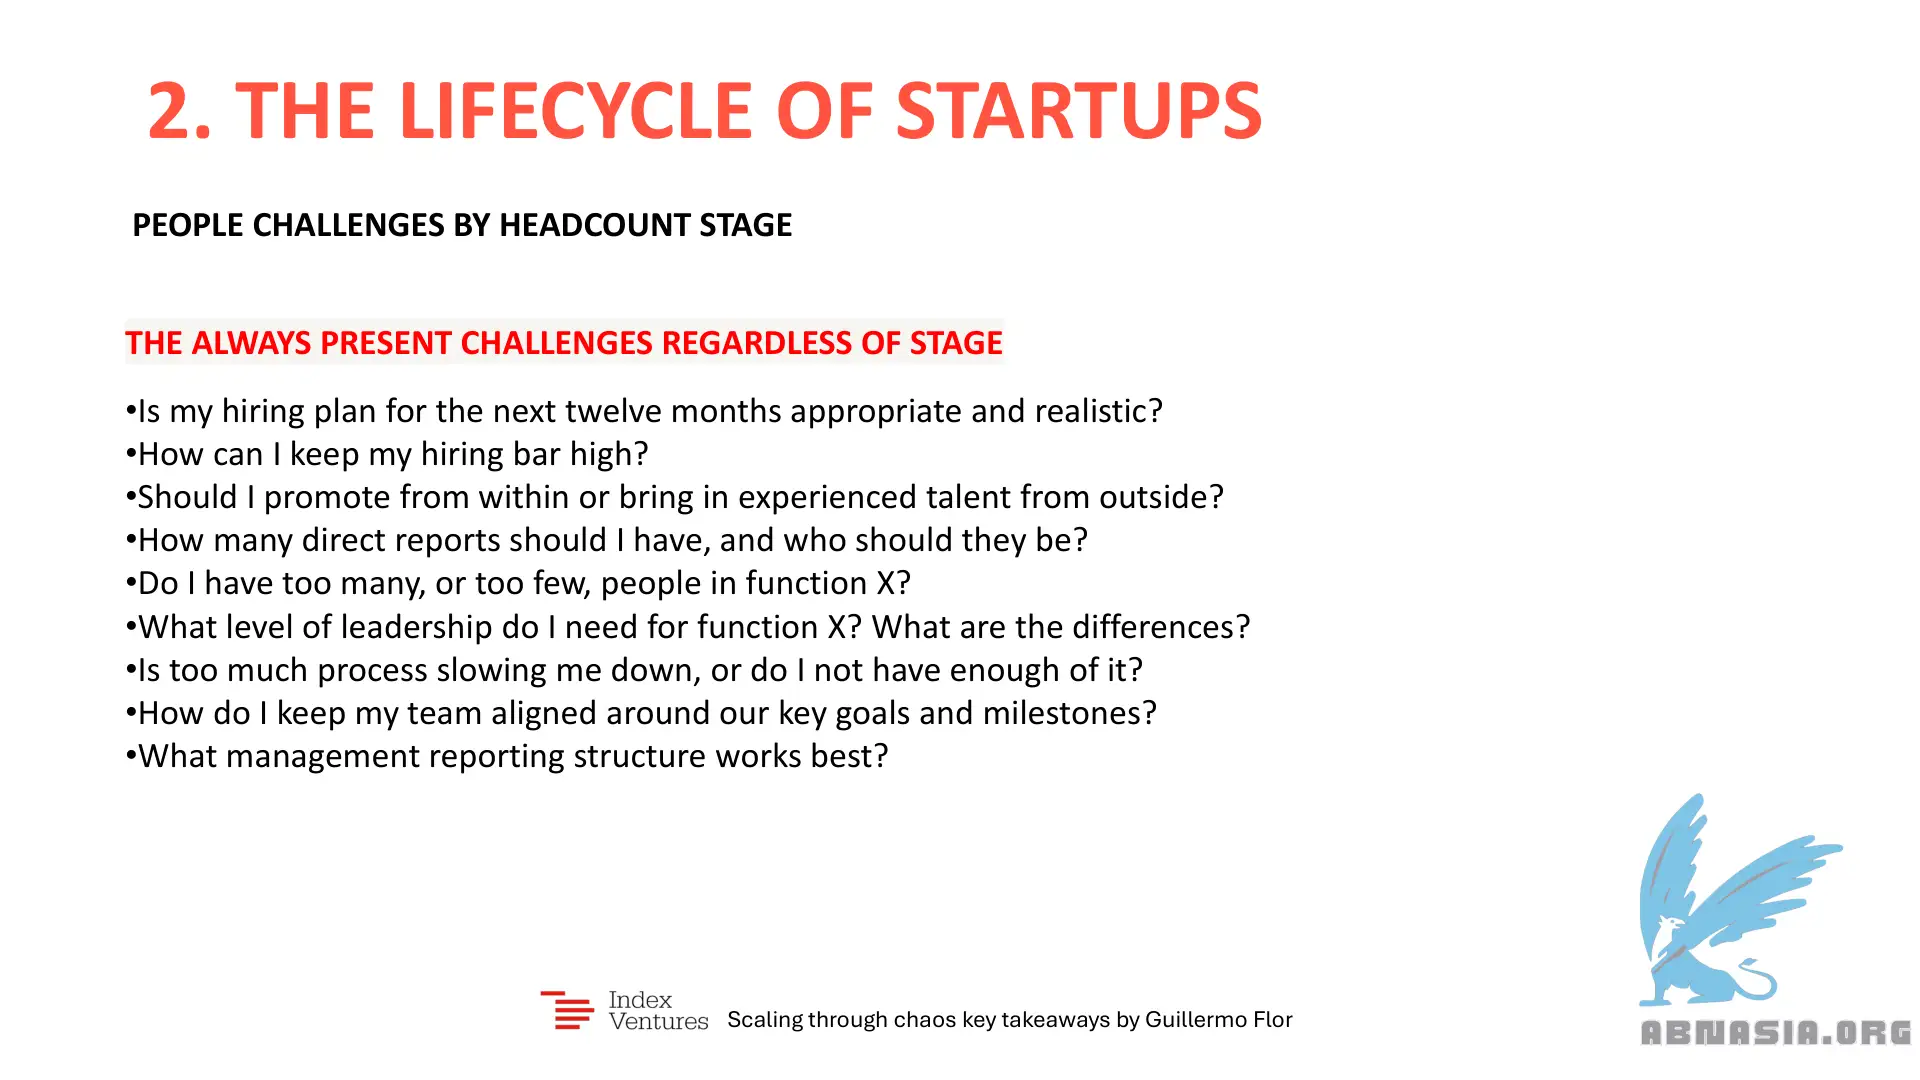 2. THE LIFECYCLE OF STARTUPS
PEOPLE CHALLENGES BY HEADCOUNT STAGE
THE ALWAYS PRESENT CHALLENGES REGARDLESS OF STAGE
•Is my hiring plan for the next twelve months appropriate and realistic?
•How can I keep my hiring bar high?
•Should I promote from within or bring in experienced talent from outside?
•How many direct reports should I have, and who should they be?
•Do I have too many, or too few, people in function X?
•What level of leadership do I need for function X? What are the differences?
•Is too much process slowing me down, or do I not have enough of it?
•How do I keep my team aligned around our key goals and milestones?
•What management reporting structure works best?
Index
Ventures
Scaling through chaos key takeaways by Guillermo Flor
ABNASIA.ORG